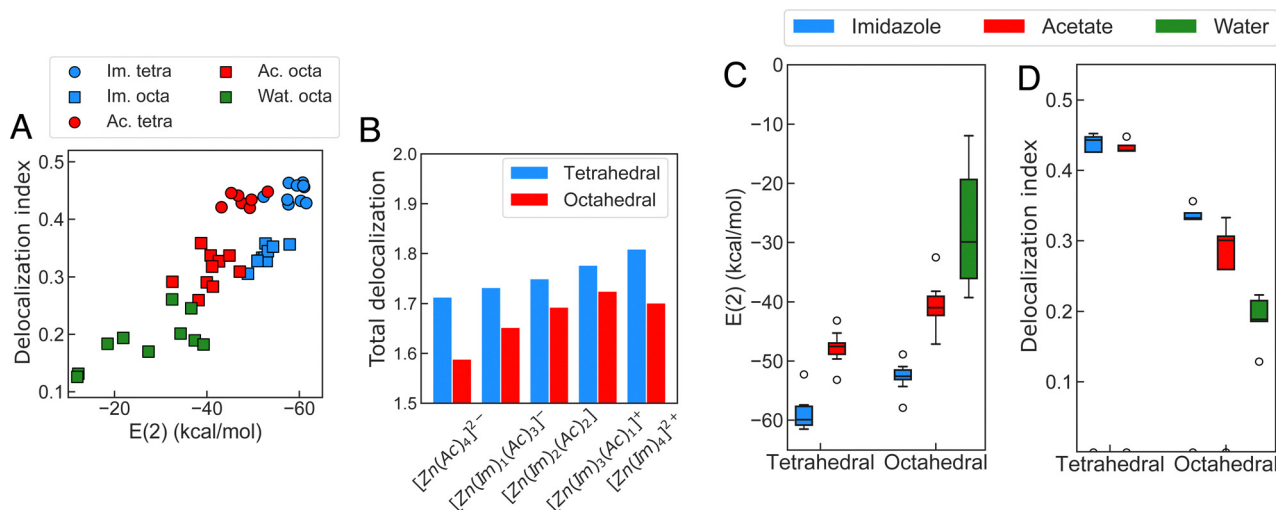 Imidazole Acetate Water
Im. tetra Ac. octa
Im. octa Wat. octa
Ac. tetra
A
Delocalization index
0.5
0.4
0.3
0.2
0.1
−20 −40 −60
E(2) (kcal/mol)
B
Total delocalization
2.0
1.9
1.8
1.7
1.6
1.5
Tetrahedral
Octahedral
[Zn(Ac)₄]²⁻
[Zn(Im)₁(Ac)₃]⁻
[Zn(Im)₂(Ac)₂]
[Zn(Im)₃(Ac)₁]⁺
[Zn(Im)₄]²⁺
C
E(2) (kcal/mol)
0
−10
−20
−30
−40
−50
−60
Tetrahedral Octahedral
D
Delocalization index
0.5
0.4
0.3
0.2
0.1
Tetrahedral Octahedral